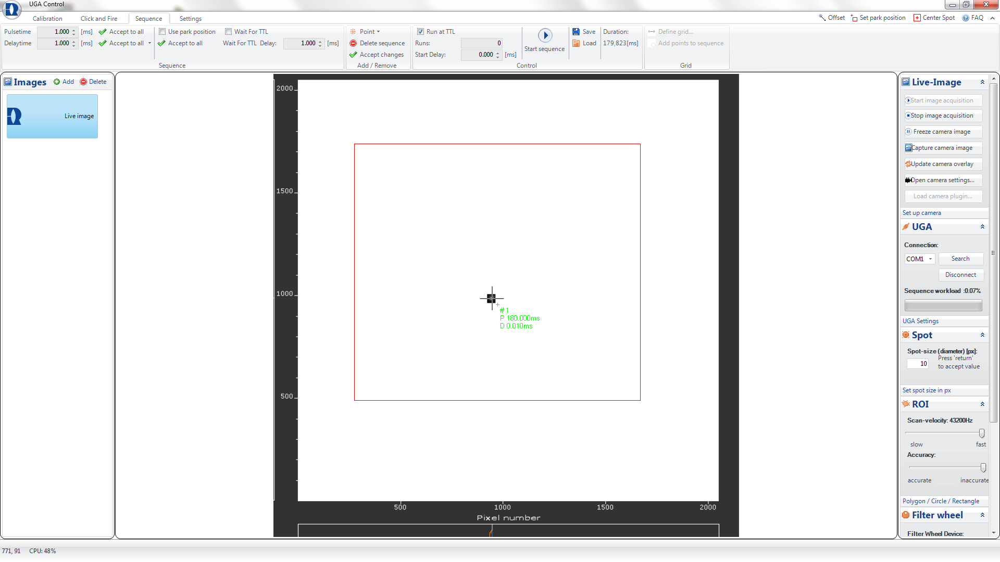 UGA Control
Calibration Click and Fire Sequence Settings
Offset Set park position Center Spot FAQ
Pulsetime 1.000 [ms] Accept to all Use park position Wait For TTL
Delaytime 1.000 [ms] Accept to all Accept to all Wait For TTL Delay: 1.000 [ms]
Sequence
Point
Delete sequence
Accept changes
Add / Remove
Run at TTL
Runs: 0
Start Delay: 0.000 [ms]
Start sequence
Save
Load
Duration:
179,823[ms]
Control
Define grid...
Add points to sequence
Grid
Images Add Delete
Live image
2000
1500
1000
500
# 1
P 180.000ms
D 0.010ms
500 1000 1500 2000
Pixel number
Live-Image
Start image acquisition
Stop image acquisition
Freeze camera image
Capture camera image
Update camera overlay
Open camera settings...
Load camera plugin...
Set up camera
UGA
Connection:
COM1 Search
Disconnect
Sequence workload :0.07%
UGA Settings
Spot
Spot-size (diameter) [px]:
10 Press 'return'
to accept value
Set spot size in px
ROI
Scan-velocity: 43200Hz
slow fast
Accuracy:
accurate inaccurate
Polygon / Circle / Rectangle
Filter wheel
Filter Wheel Device:
771, 91 CPU: 48%